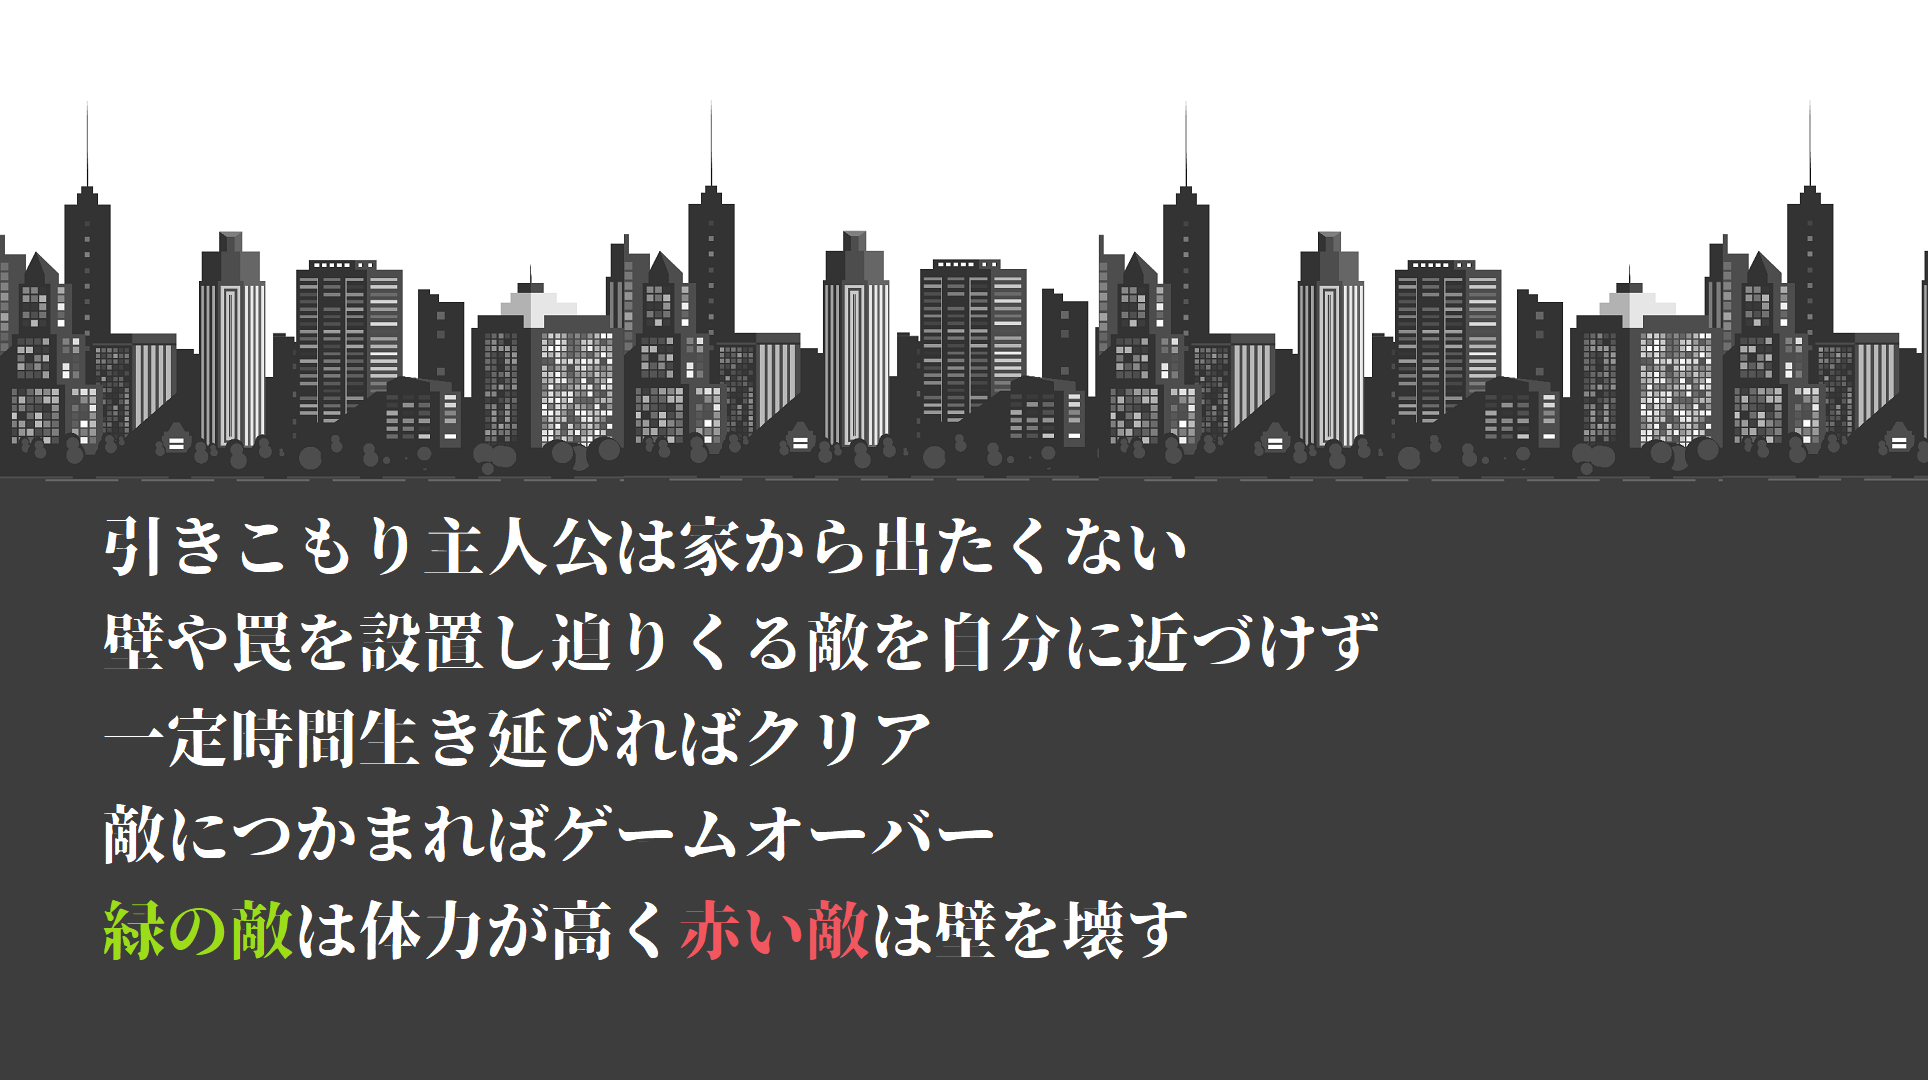 引きこもり主人公は家から出たくない
壁や罠を設置し迫りくる敵を自分に近づけず
一定時間生き延びればクリア
敵につかまればゲームオーバー
緑の敵は体力が高く赤い敵は壁を壊す